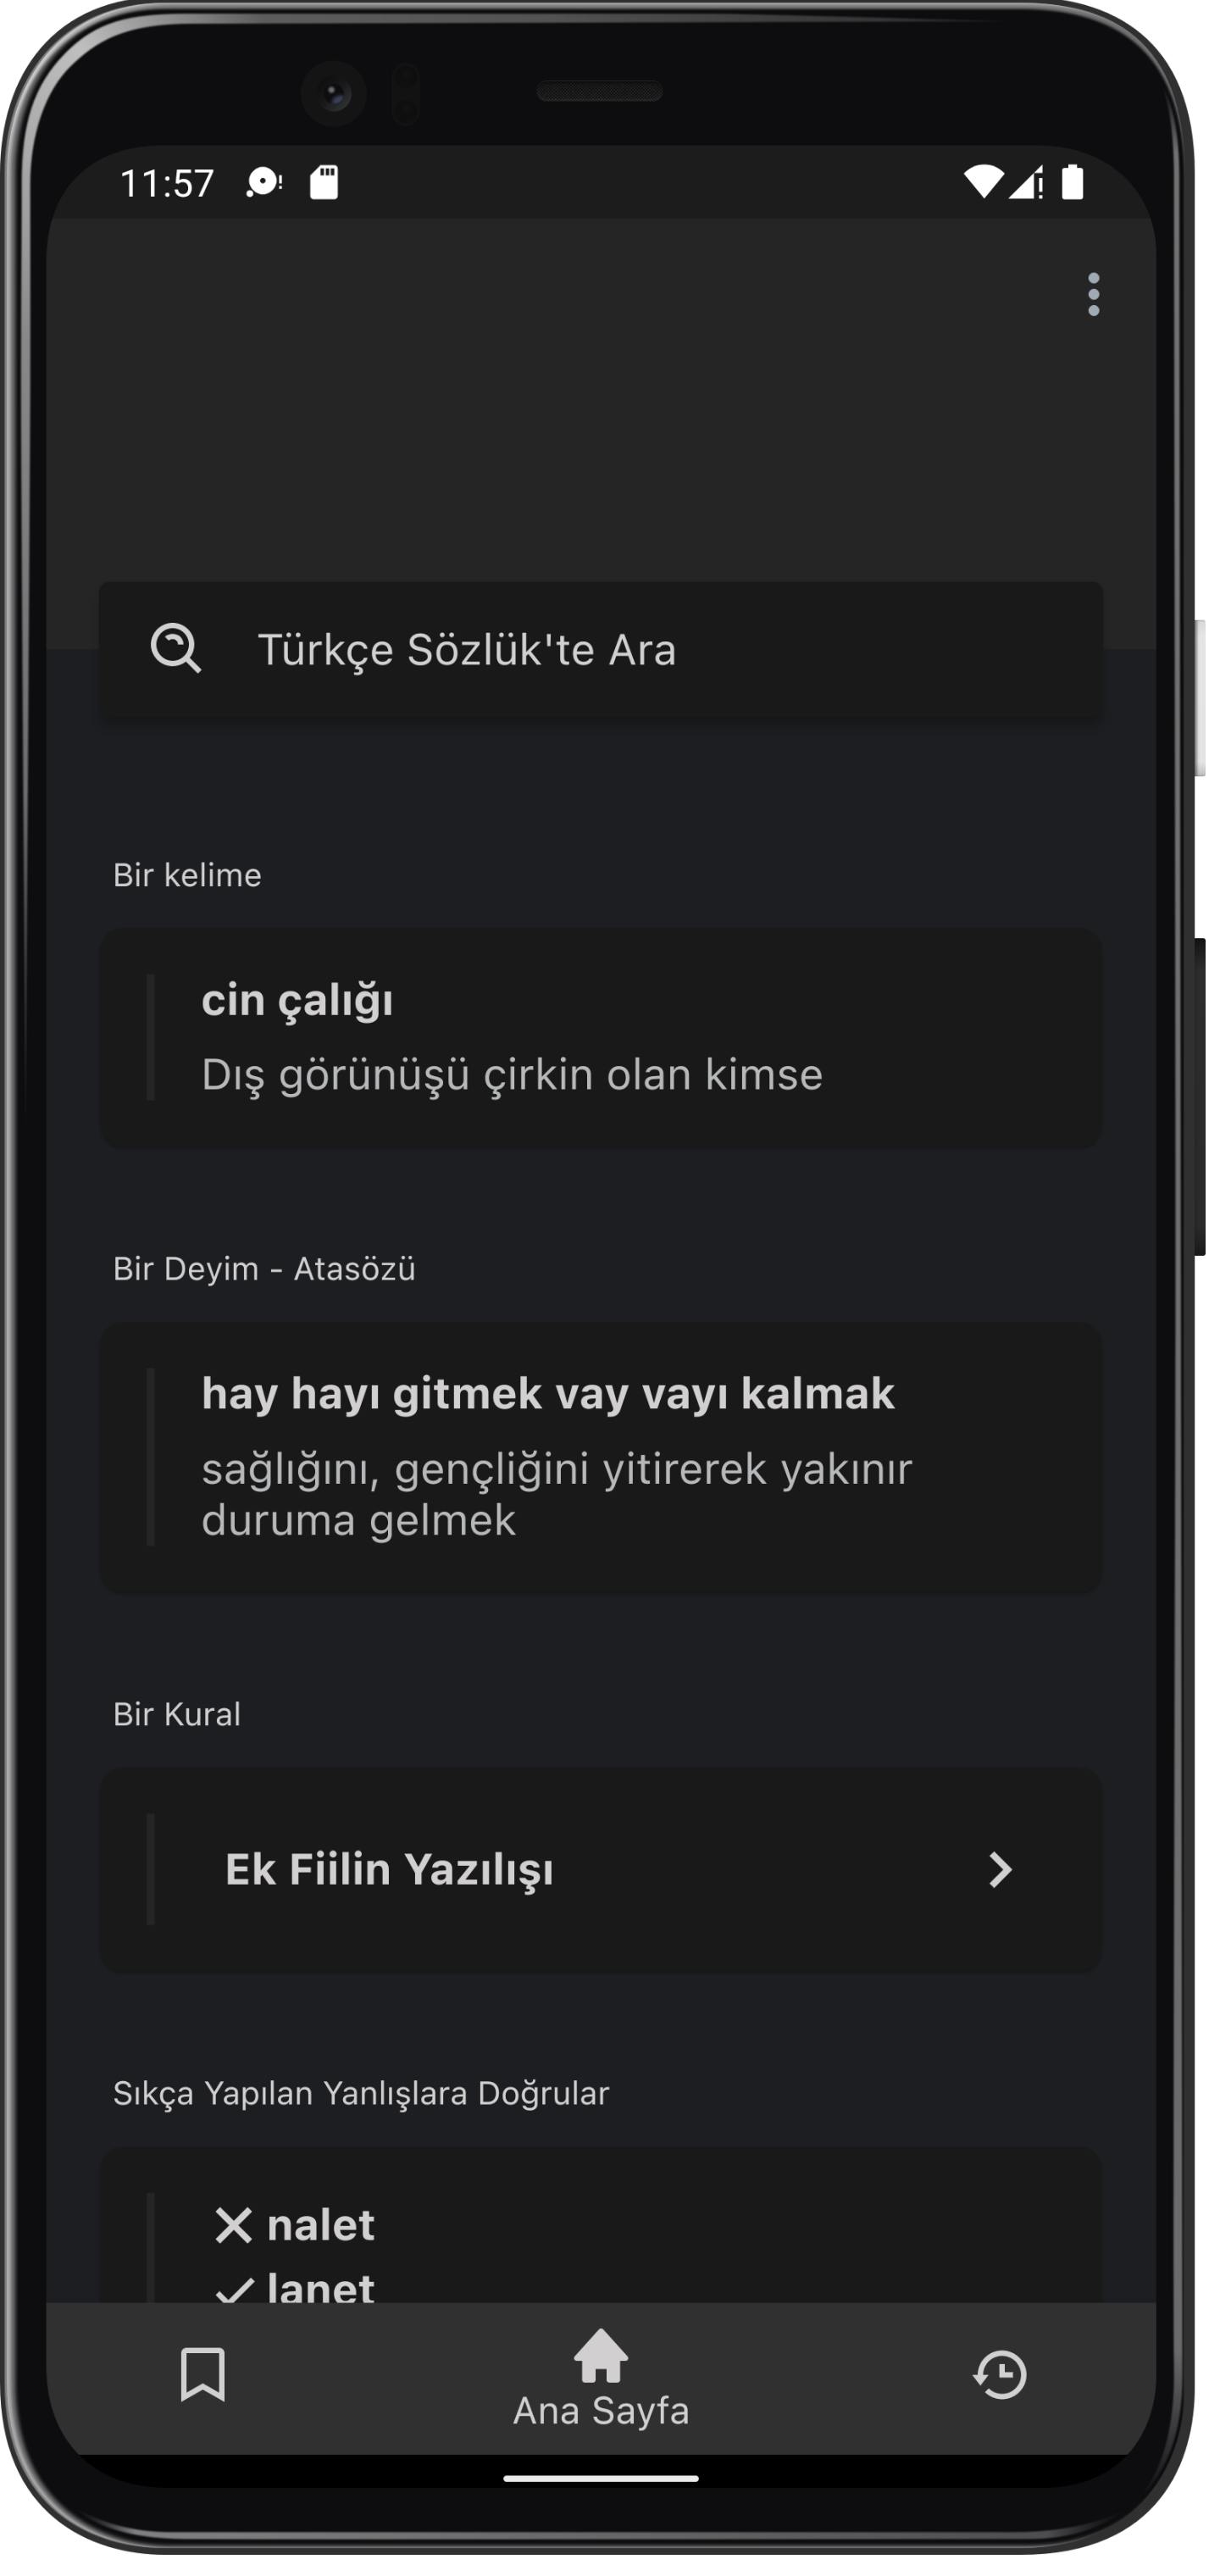 11:57
Türkçe Sözlük'te Ara
Bir kelime
cin çalığı
Dış görünüşü çirkin olan kimse
Bir Deyim - Atasözü
hay hayı gitmek vay vayı kalmak
sağlığını, gençliğini yitirerek yakınır
duruma gelmek
Bir Kural
Ek Fiilin Yazılışı
Sıkça Yapılan Yanlışlara Doğrular
nalet
lanet
Ana Sayfa